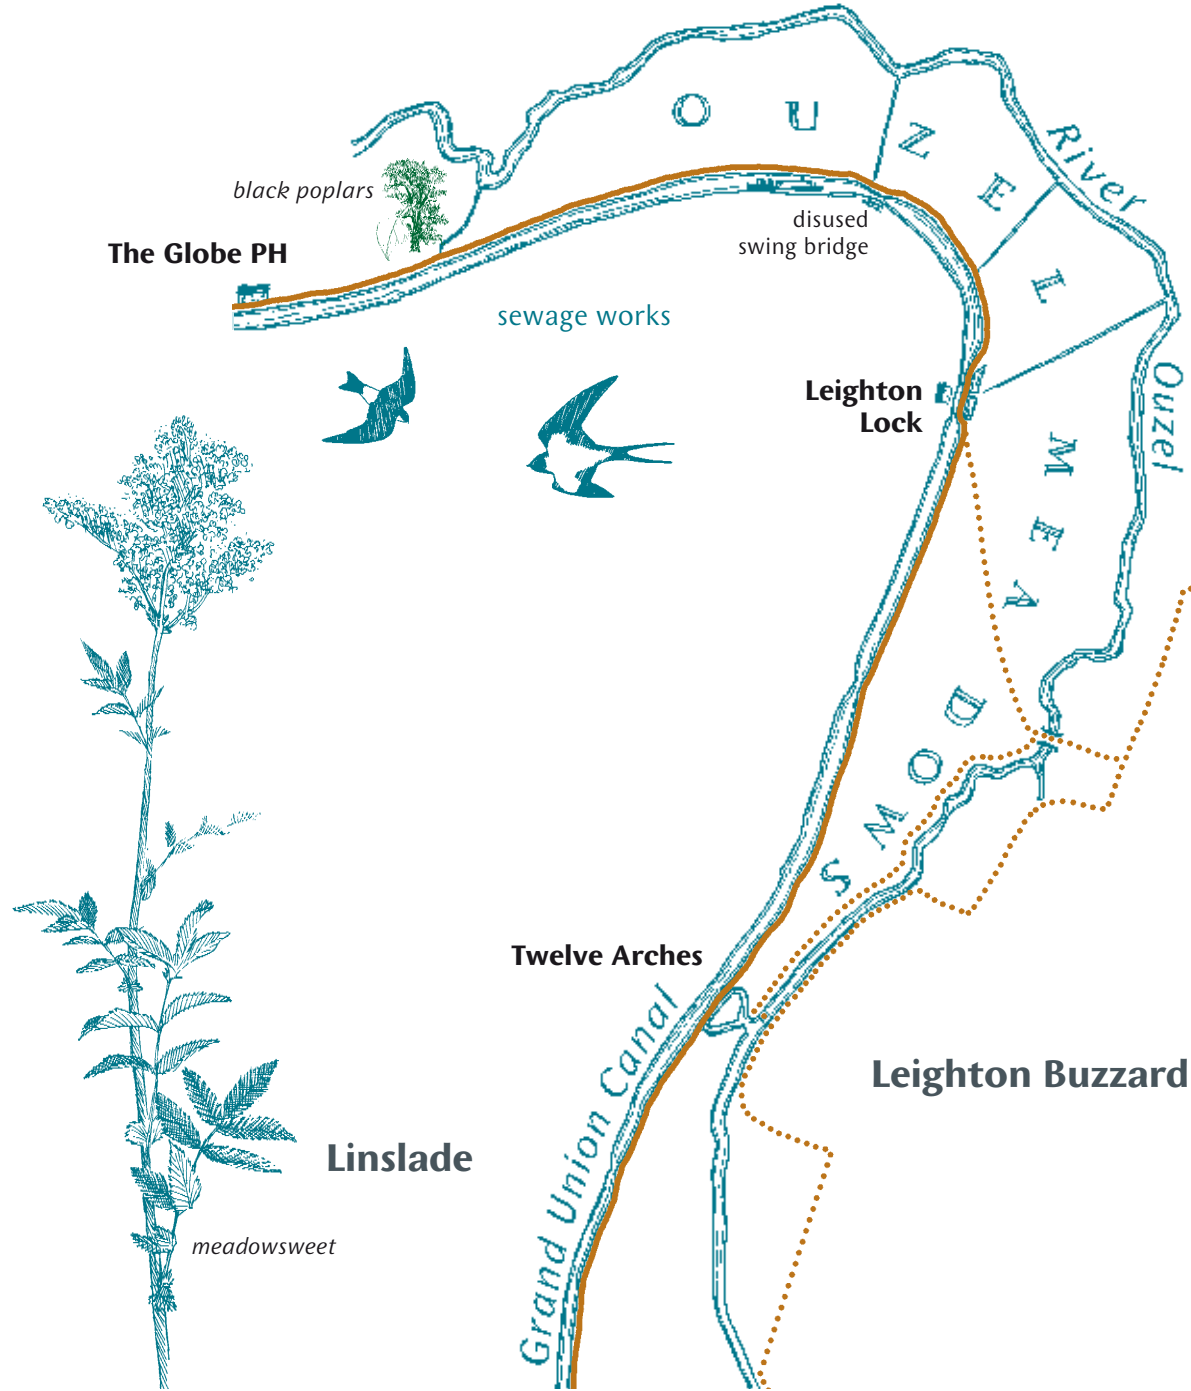 OUZEL MEADOWS
River Ouzel
black poplars
The Globe PH
disused
swing bridge
sewage works
Leighton
Lock
Twelve Arches
Grand Union Canal
Leighton Buzzard
Linslade
meadowsweet